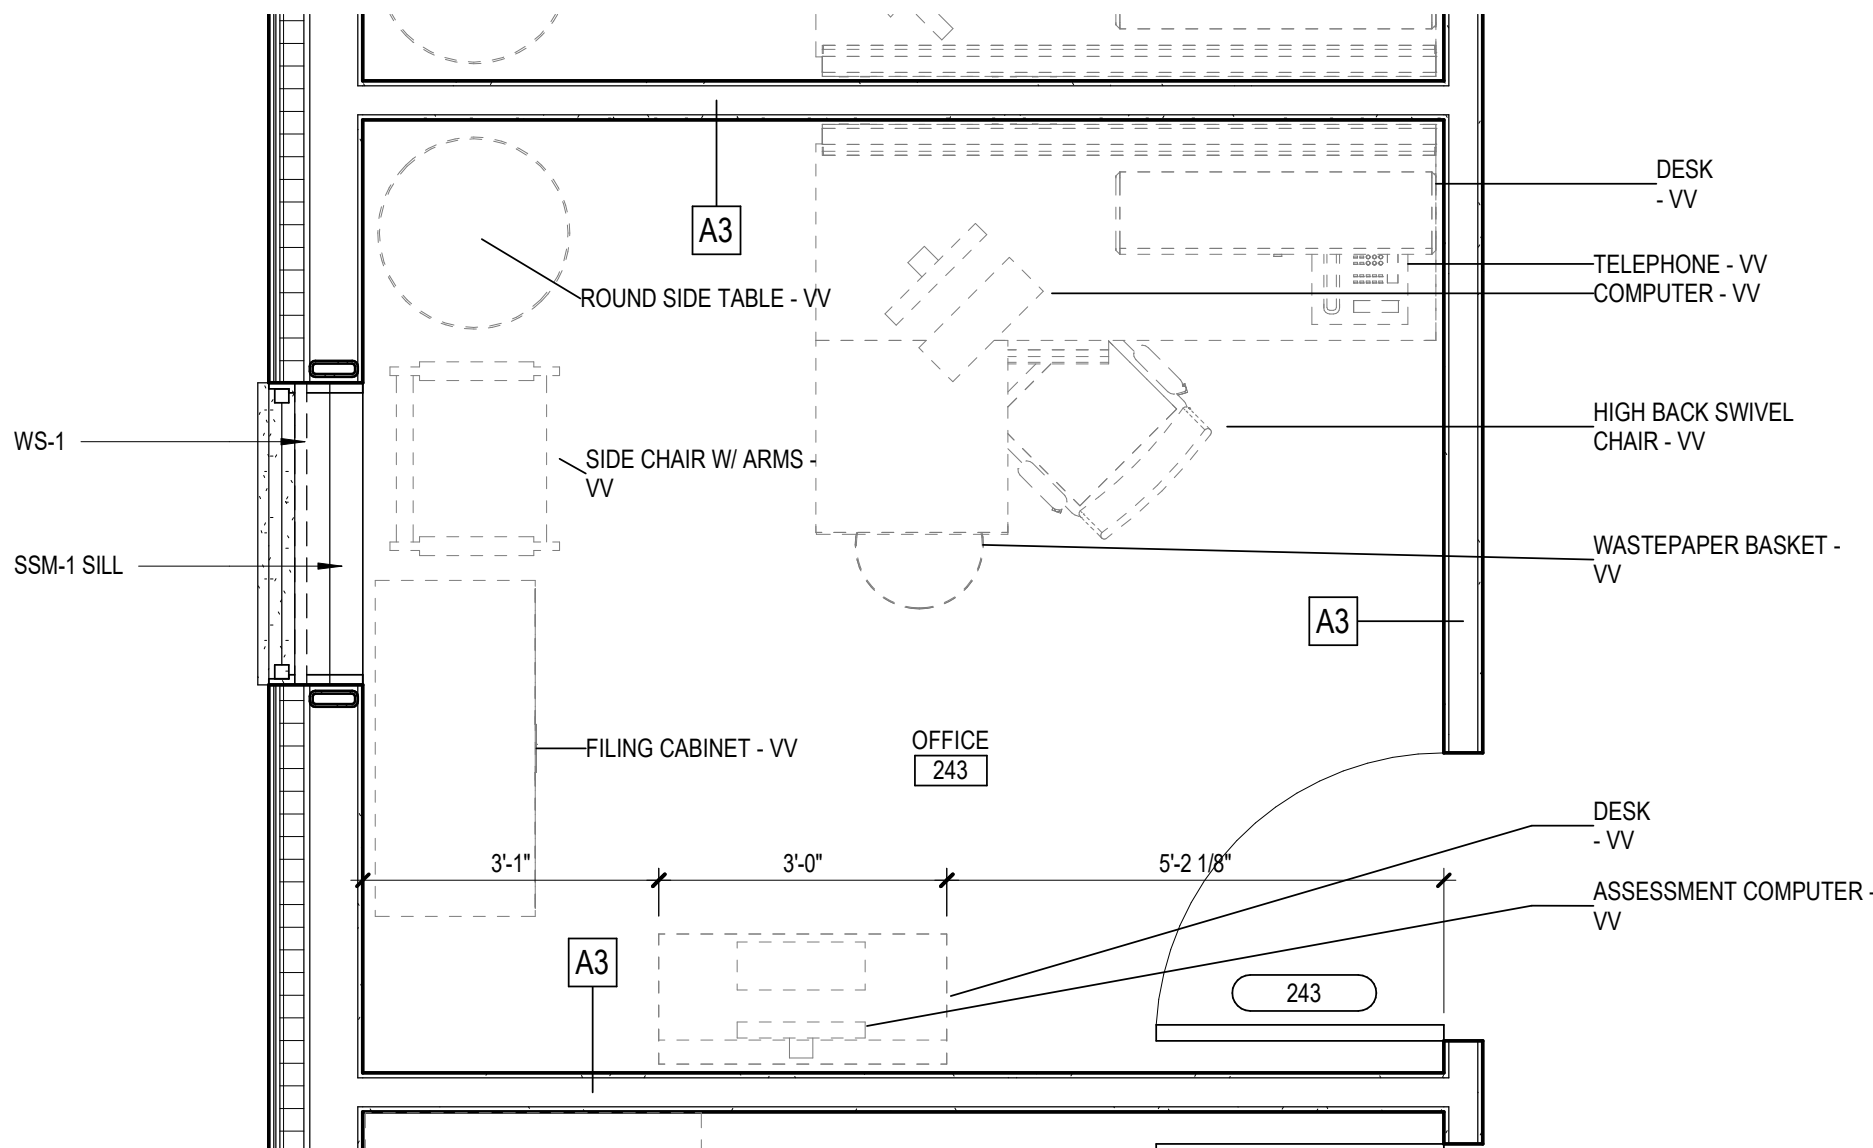 DESK
- VV
A3
TELEPHONE - VV
ROUND SIDE TABLE - VV
COMPUTER - VV
HIGH BACK SWIVEL
CHAIR - VV
WS-1
SIDE CHAIR W/ ARMS -
VV
SSM-1 SILL
WASTEPAPER BASKET -
VV
A3
FILING CABINET - VV
OFFICE
243
DESK
- VV
3'-1"
3'-0"
5'-2 1/8"
ASSESSMENT COMPUTER -
VV
A3
243